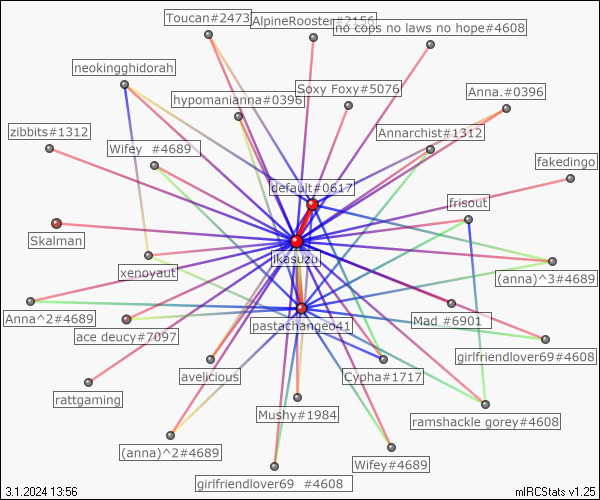 Toucan#2473
AlpineRooster#2156
no cops no laws no hope#4608
neokingghidorah
Soxy Foxy#5076
Anna.#0396
hypomanianna#0396
zibbits#1312
Annarchist#1312
Wifey  #4689
fakedingo
default#0617
frisout
Skalman
ikasuzu
xenoyaut
(anna)^3#4689
Anna^2#4689
pastachangeo41
Mad #6901
ace deucy#7097
girlfriendlover69#4608
avelicious
Cypha#1717
rattgaming
Mushy#1984
ramshackle gorey#4608
(anna)^2#4689
Wifey#4689
girlfriendlover69  #4608
3.1.2024 13:56
mIRCStats v1.25